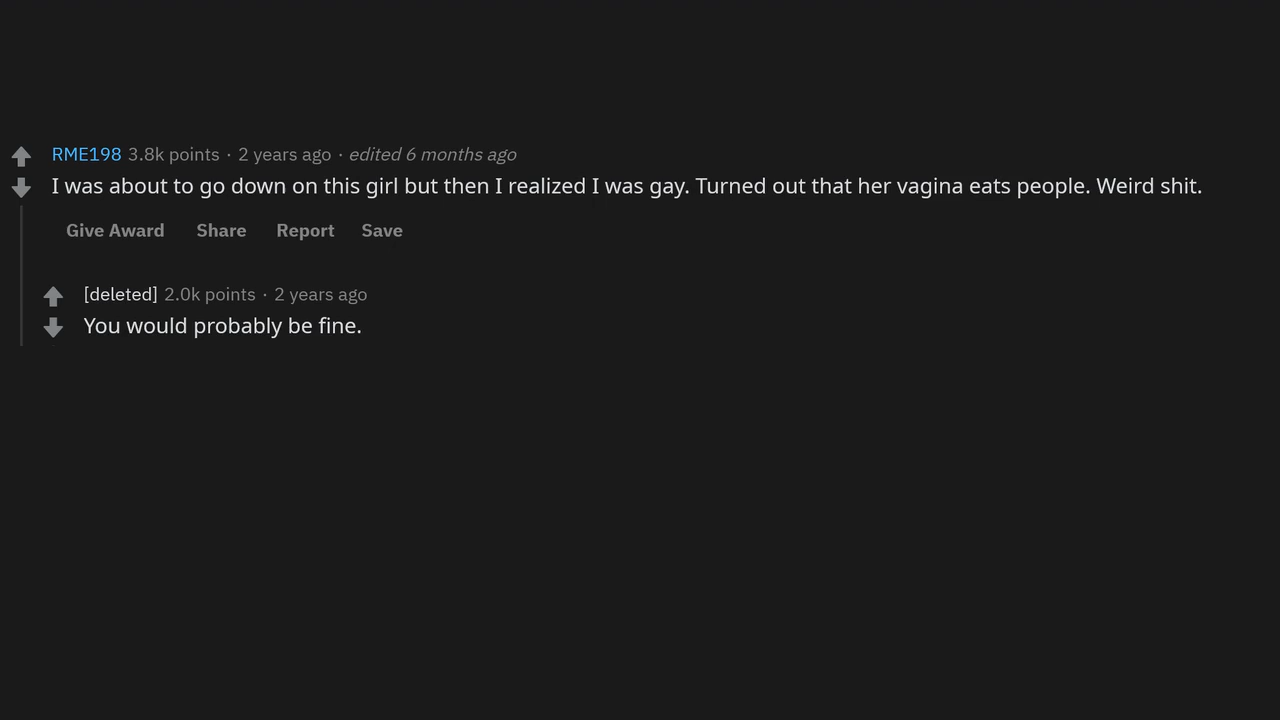 RME198 3.8k points · 2 years ago · edited 6 months ago
I was about to go down on this girl but then I realized I was gay. Turned out that her vagina eats people. Weird shit.
Give Award Share Report Save
[deleted] 2.0k points · 2 years ago
You would probably be fine.